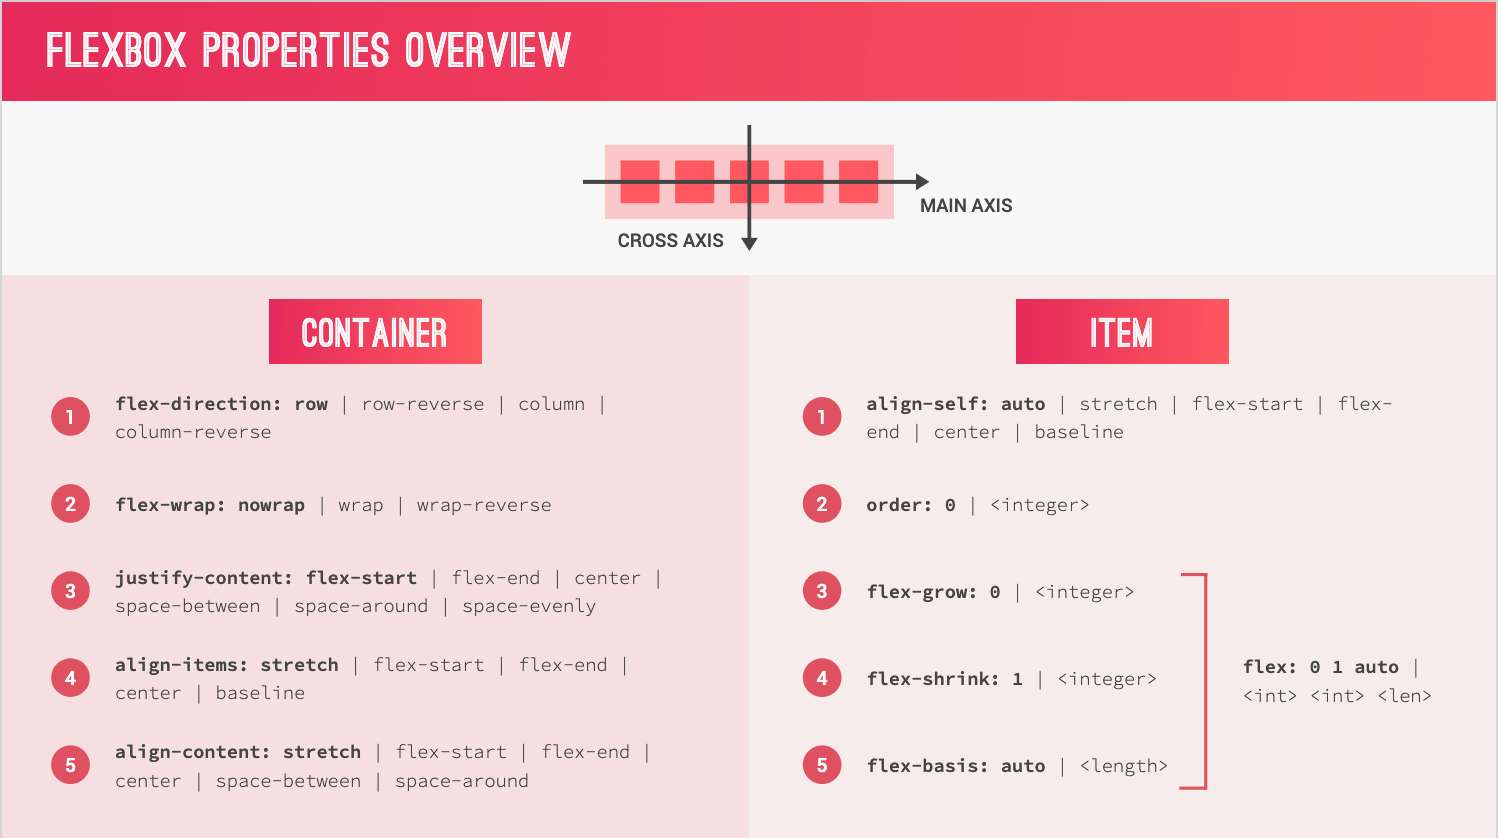 FLEXBOX PROPERTIES OVERVIEW
MAIN AXIS
CROSS AXIS
CONTAINER
1
flex-direction: row | row-reverse | column |
column-reverse
2
flex-wrap: nowrap | wrap | wrap-reverse
3
justify-content: flex-start | flex-end | center |
space-between | space-around | space-evenly
4
align-items: stretch | flex-start | flex-end |
center | baseline
5
align-content: stretch | flex-start | flex-end |
center | space-between | space-around
ITEM
1
align-self: auto | stretch | flex-start | flex-
end | center | baseline
2
order: 0 | <integer>
3
flex-grow: 0 | <integer>
4
flex-shrink: 1 | <integer>
5
flex-basis: auto | <length>
flex: 0 1 auto |
<int> <int> <len>